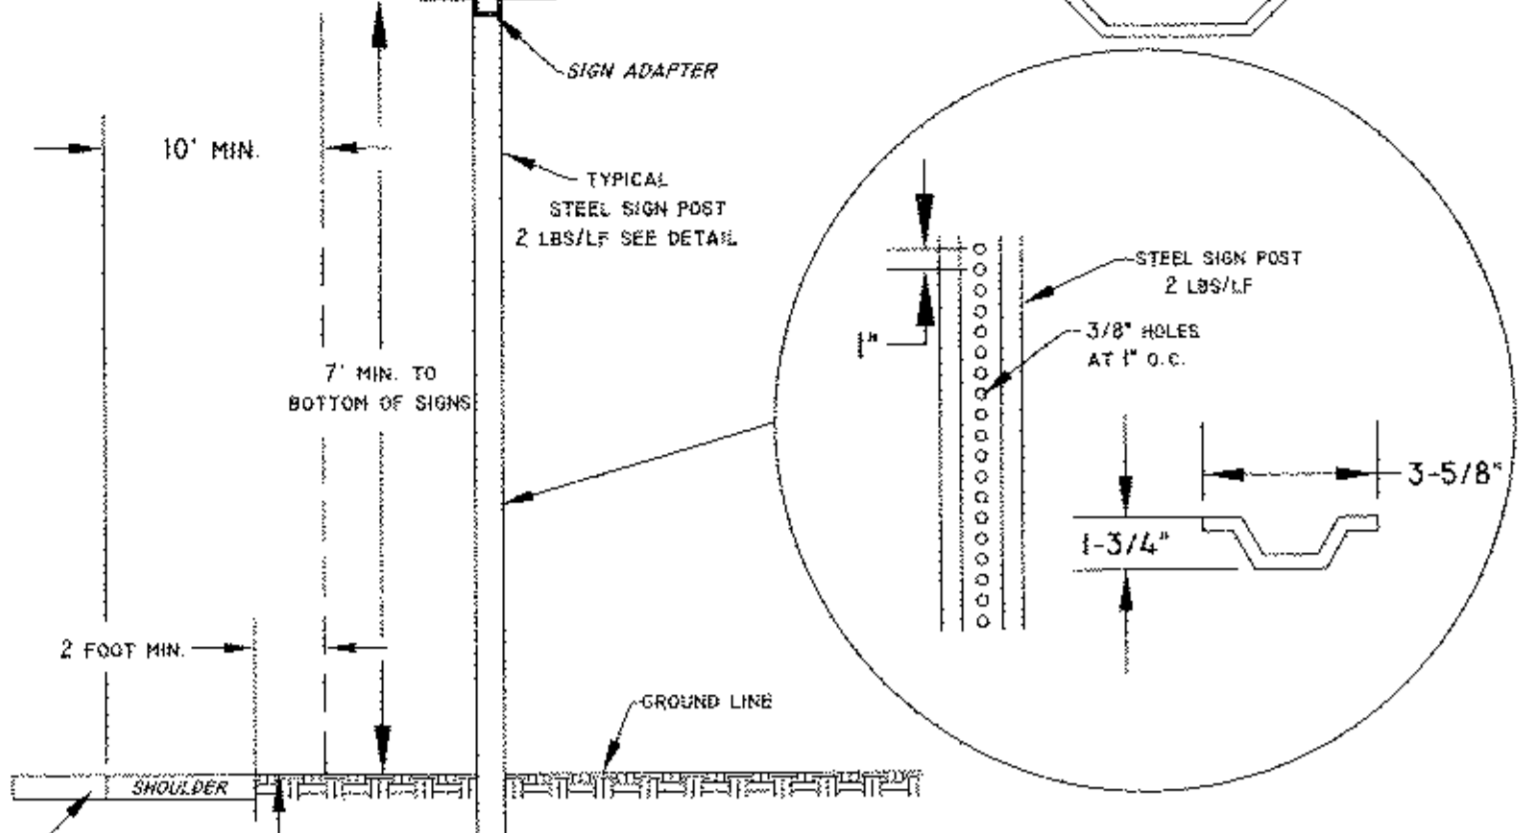 SIGN ADAPTER
10' MIN.
TYPICAL
STEEL SIGN POST
2 LBS/LF SEE DETAIL
STEEL SIGN POST
2 LBS/LF
3/8" HOLES
AT 1" O.C.
1"
7' MIN. TO
BOTTOM OF SIGNS
3-5/8"
1-3/4"
2 FOOT MIN.
GROUND LINE
SHOULDER